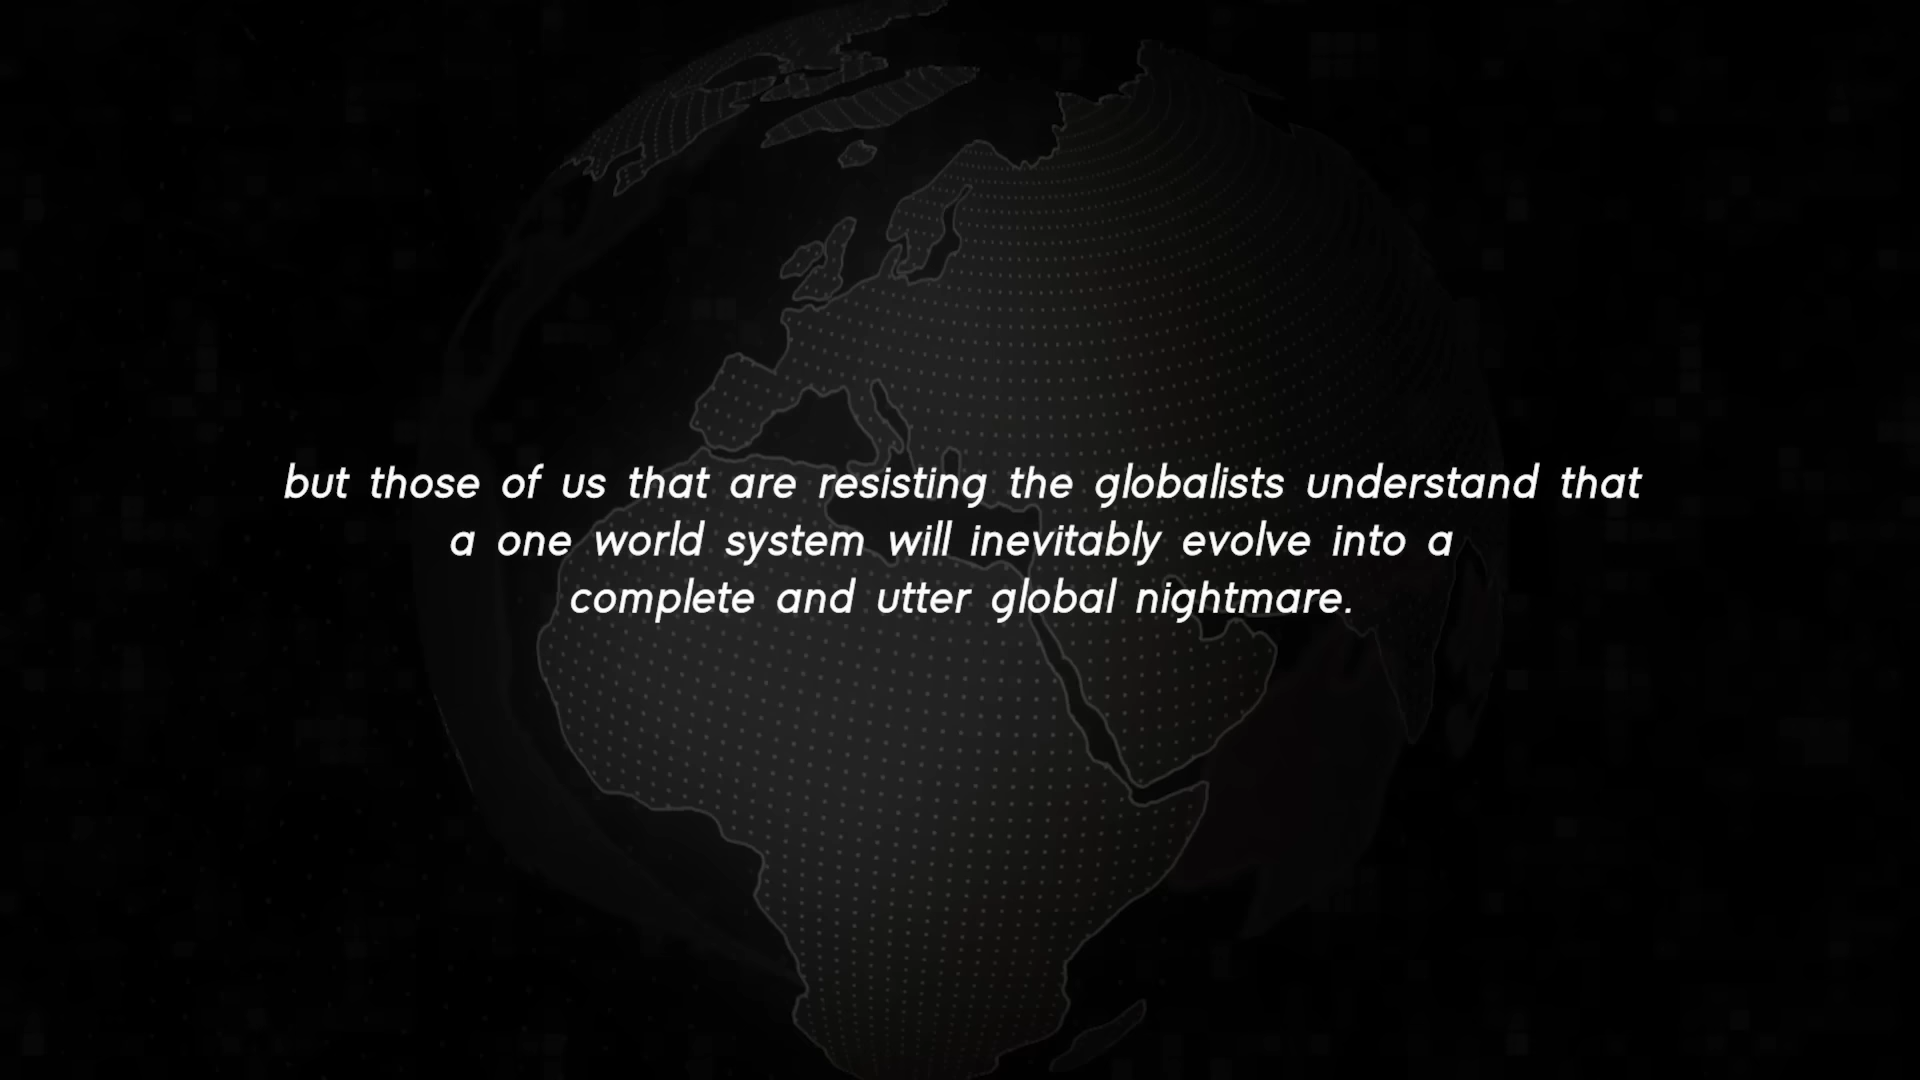 but those of us that are resisting the globalists understand that
a one world system will inevitably evolve into a
complete and utter global nightmare.